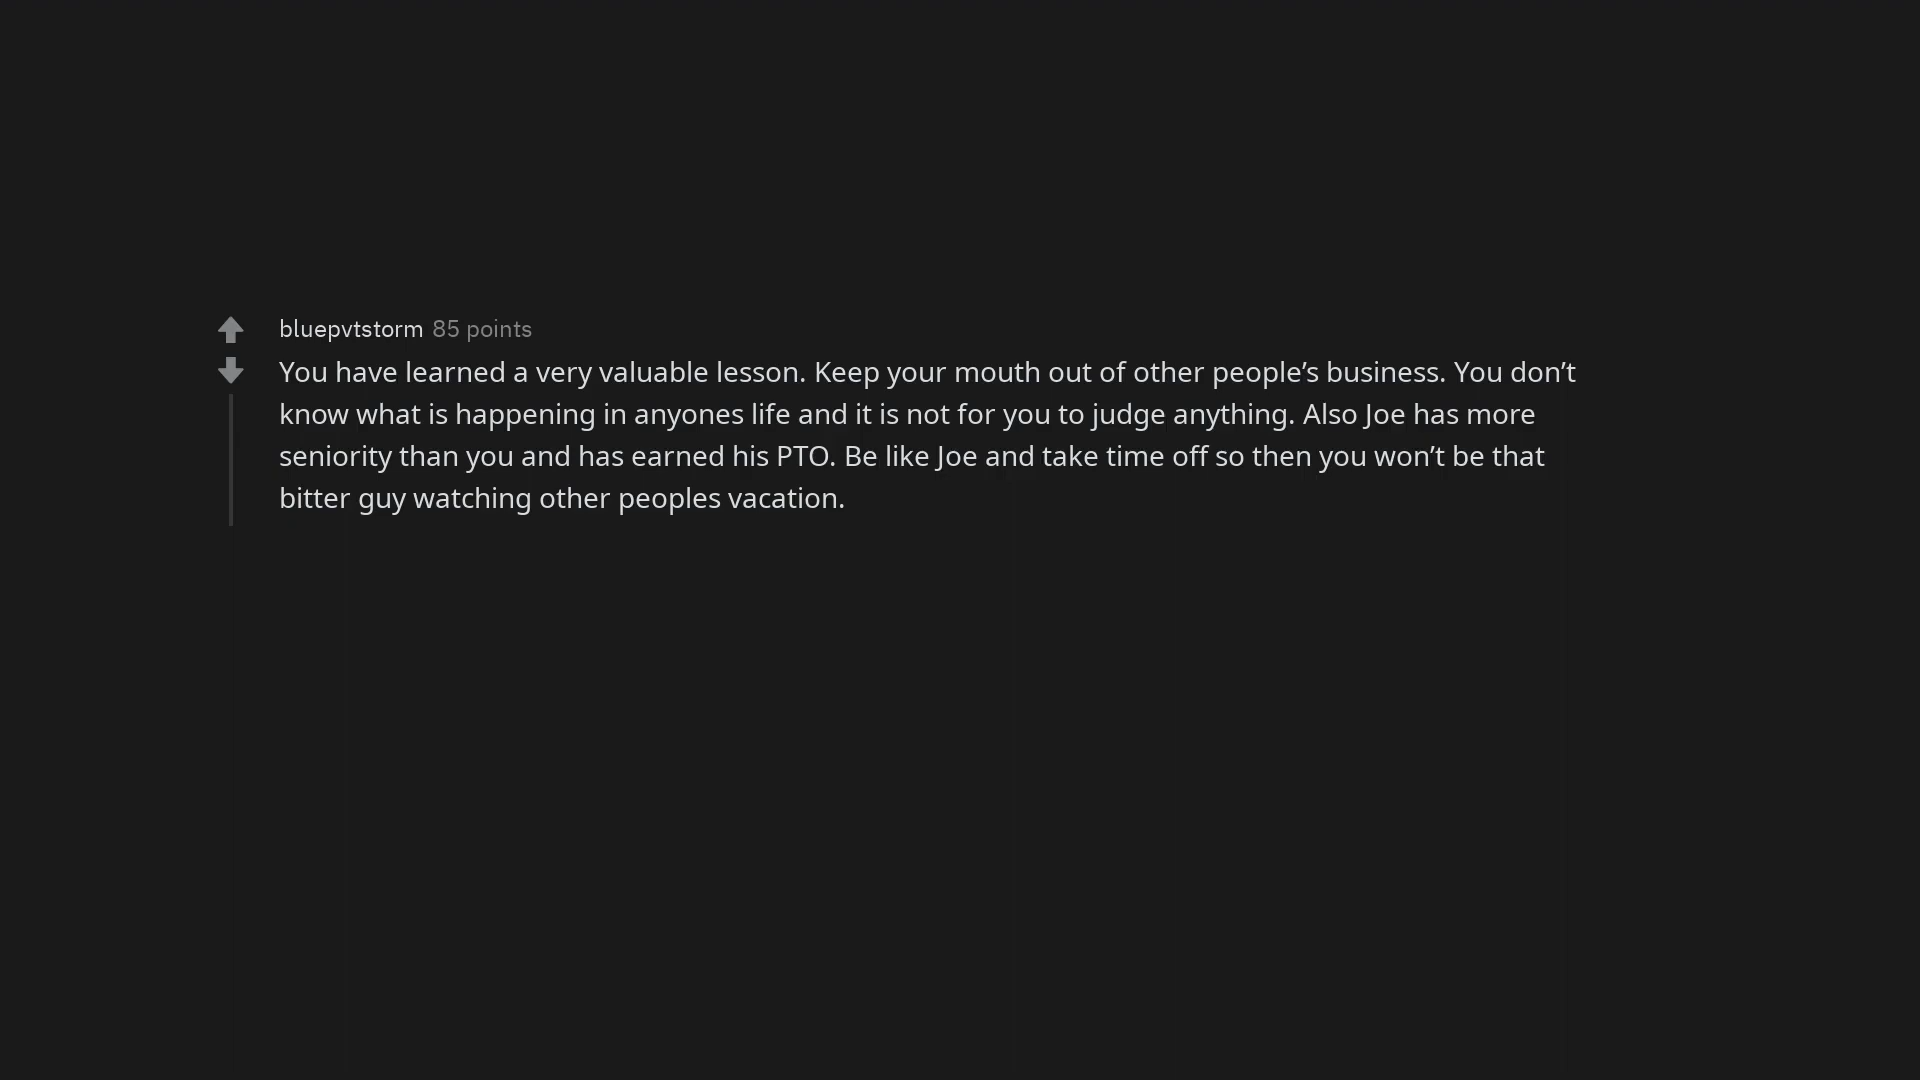 bluepvtstorm 85 points
You have learned a very valuable lesson. Keep your mouth out of other people’s business. You don’t
know what is happening in anyones life and it is not for you to judge anything. Also Joe has more
seniority than you and has earned his PTO. Be like Joe and take time off so then you won’t be that
bitter guy watching other peoples vacation.